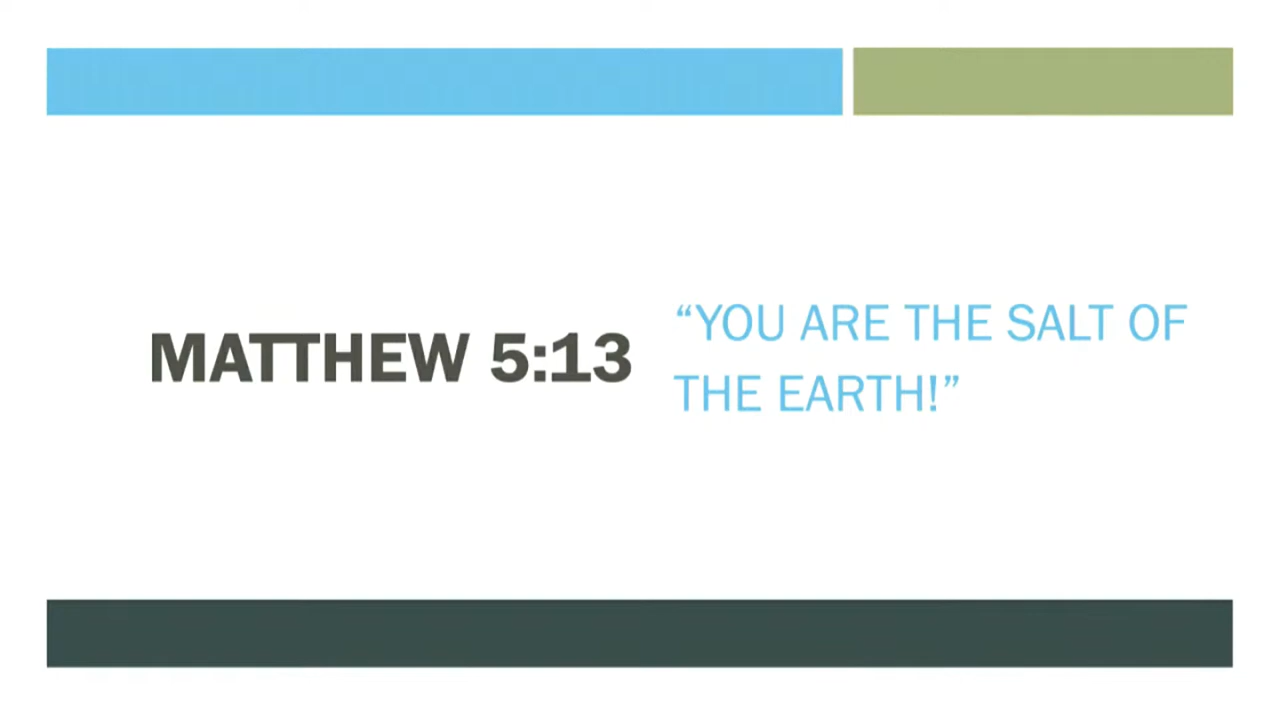 MATTHEW 5:13
“YOU ARE THE SALT OF
THE EARTH!”